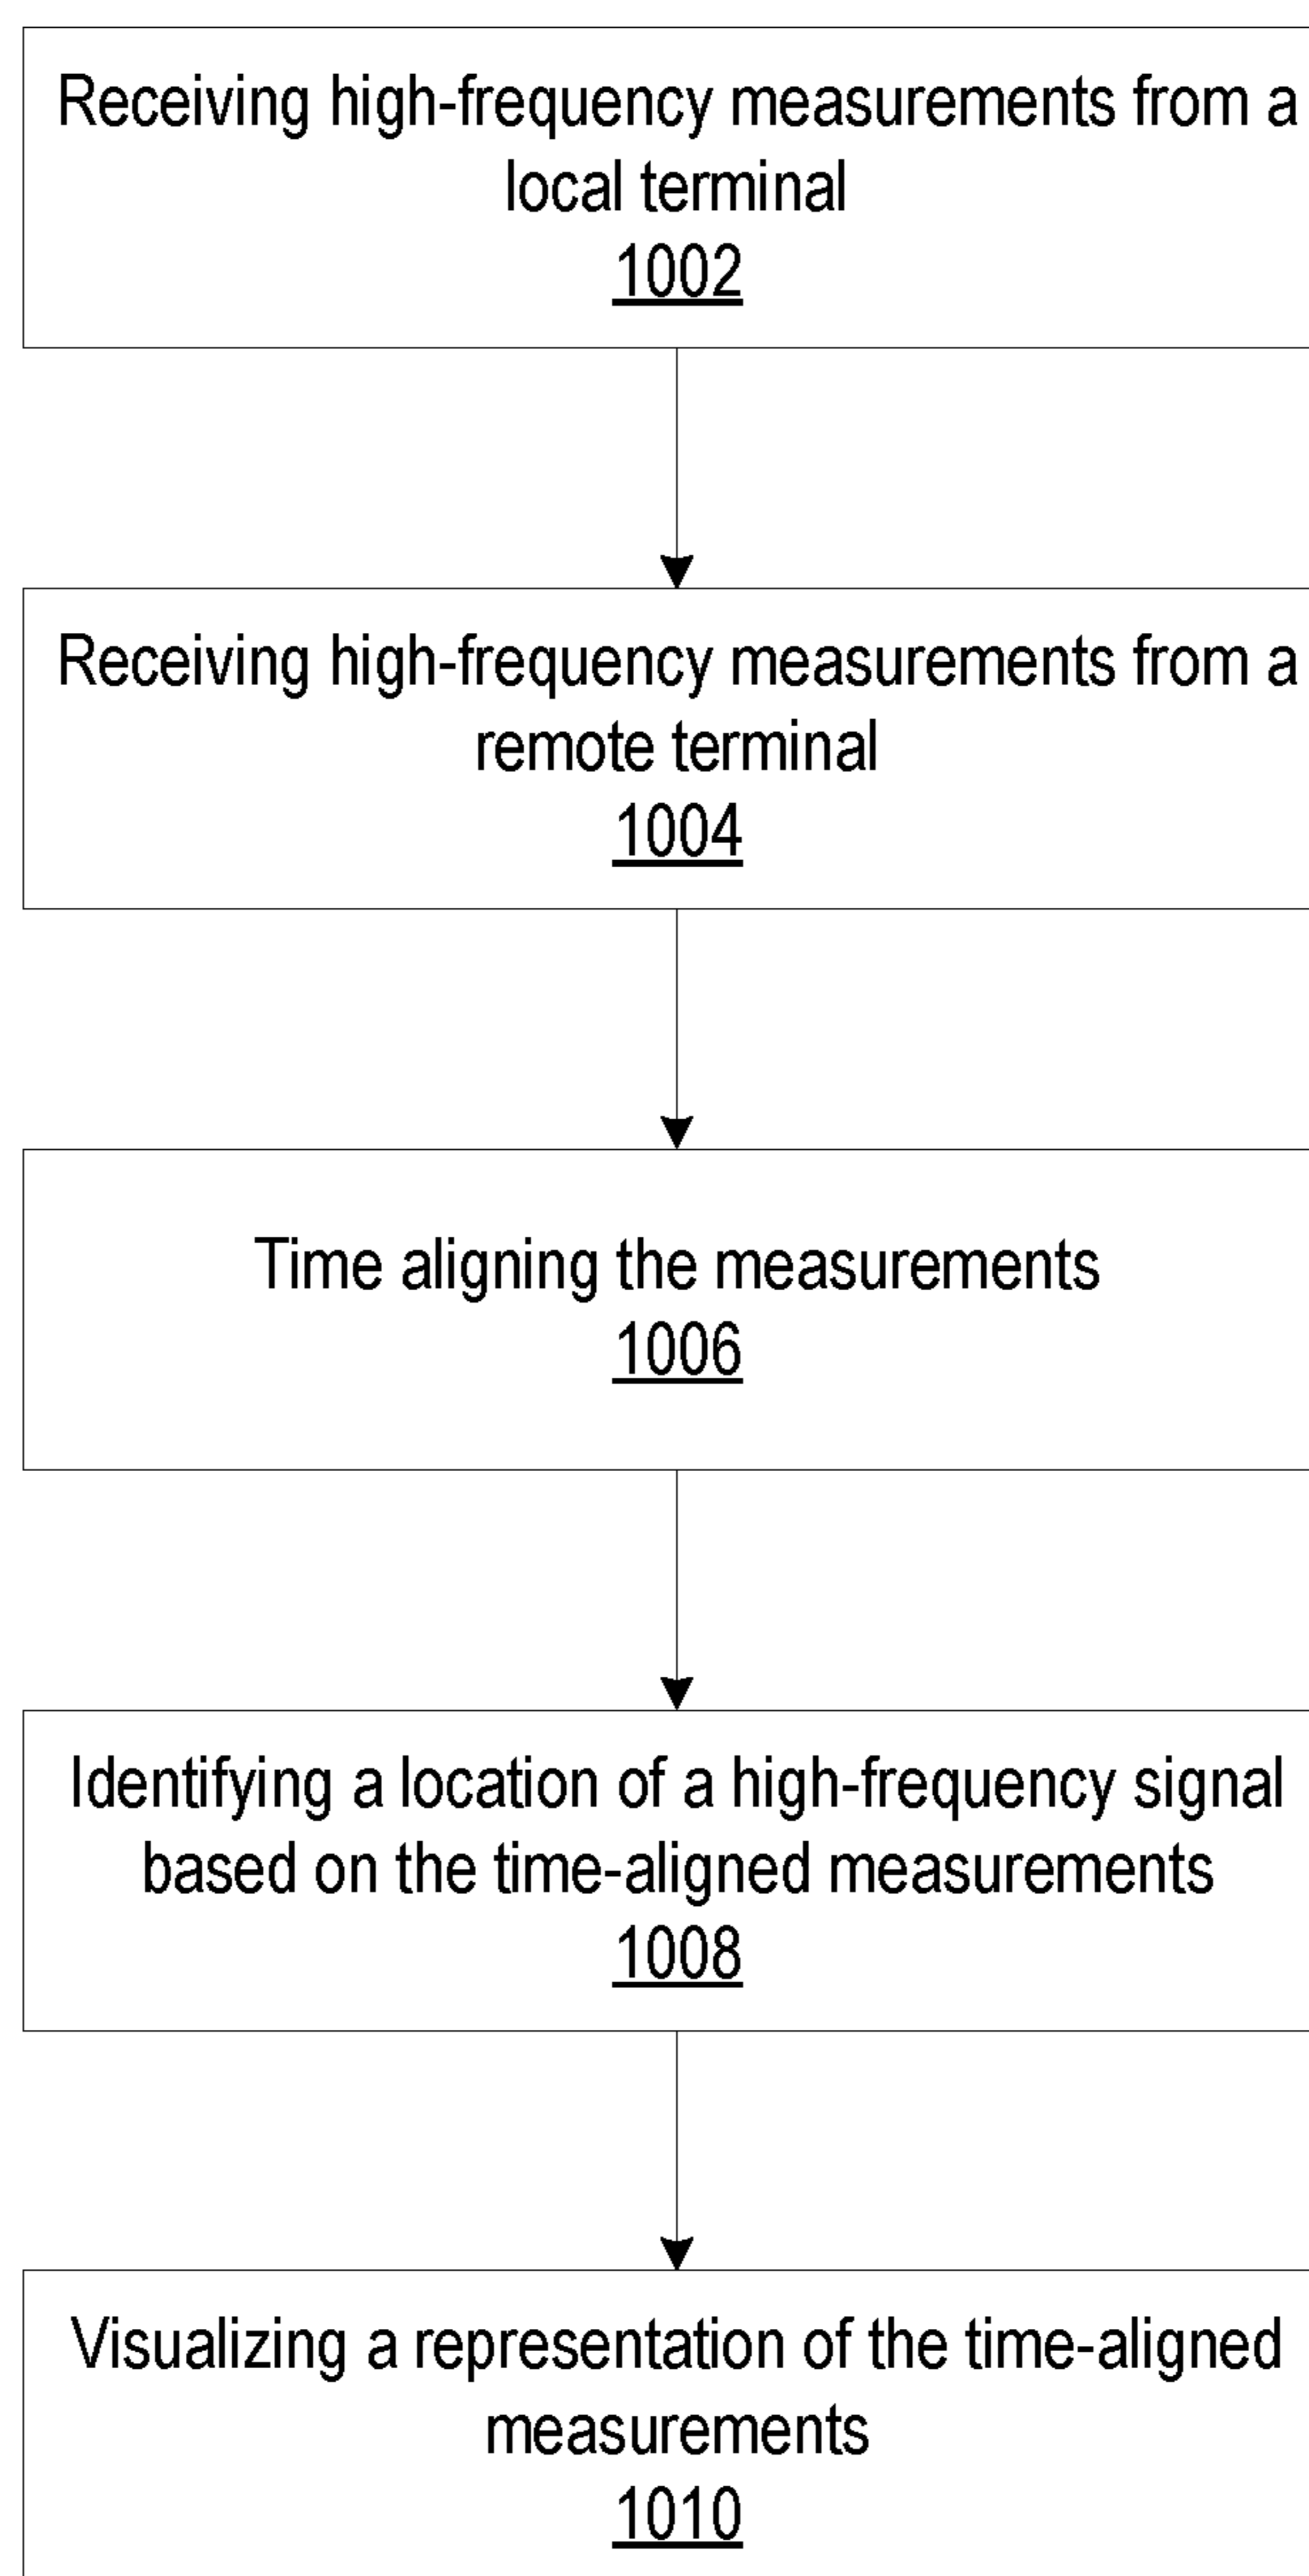 Receiving high-frequency measurements from a
local terminal
1002
Receiving high-frequency measurements from a
remote terminal
1004
Time aligning the measurements
1006
Identifying a location of a high-frequency signal
based on the time-aligned measurements
1008
Visualizing a representation of the time-aligned
measurements
1010